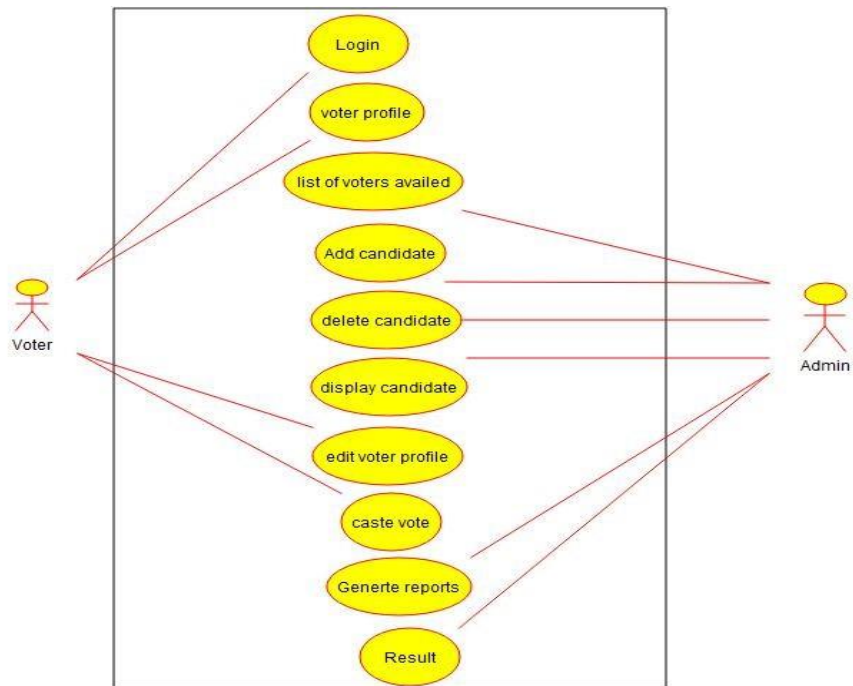 Login
voter profile
list of voters availed
Add candidate
delete candidate
Voter
Admin
display candidate
edit voter profile
caste vote
Generte reports
Result